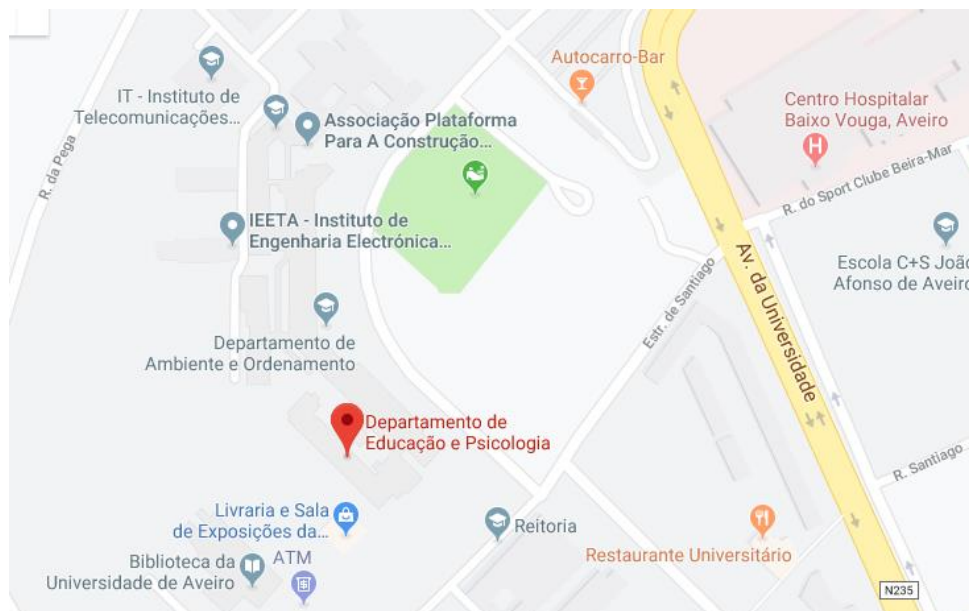 Autocarro-Bar
IT - Instituto de
Telecomunicações...
Associação Plataforma
Para A Construção...
Centro Hospitalar
Baixo Vouga, Aveiro
H
R. da Pega
R. do Sport Clube Beira-Mar
IEETA - Instituto de
Engenharia Electrónica...
Escola C+S João
Afonso de Aveiro
Estr. de Santiago
Av. da Universidade
Departamento de
Ambiente e Ordenamento
Departamento de
Educação e Psicologia
R. Santiago
Livraria e Sala
de Exposições da...
Reitoria
Restaurante Universitário
Biblioteca da
Universidade de Aveiro
ATM
$
N235